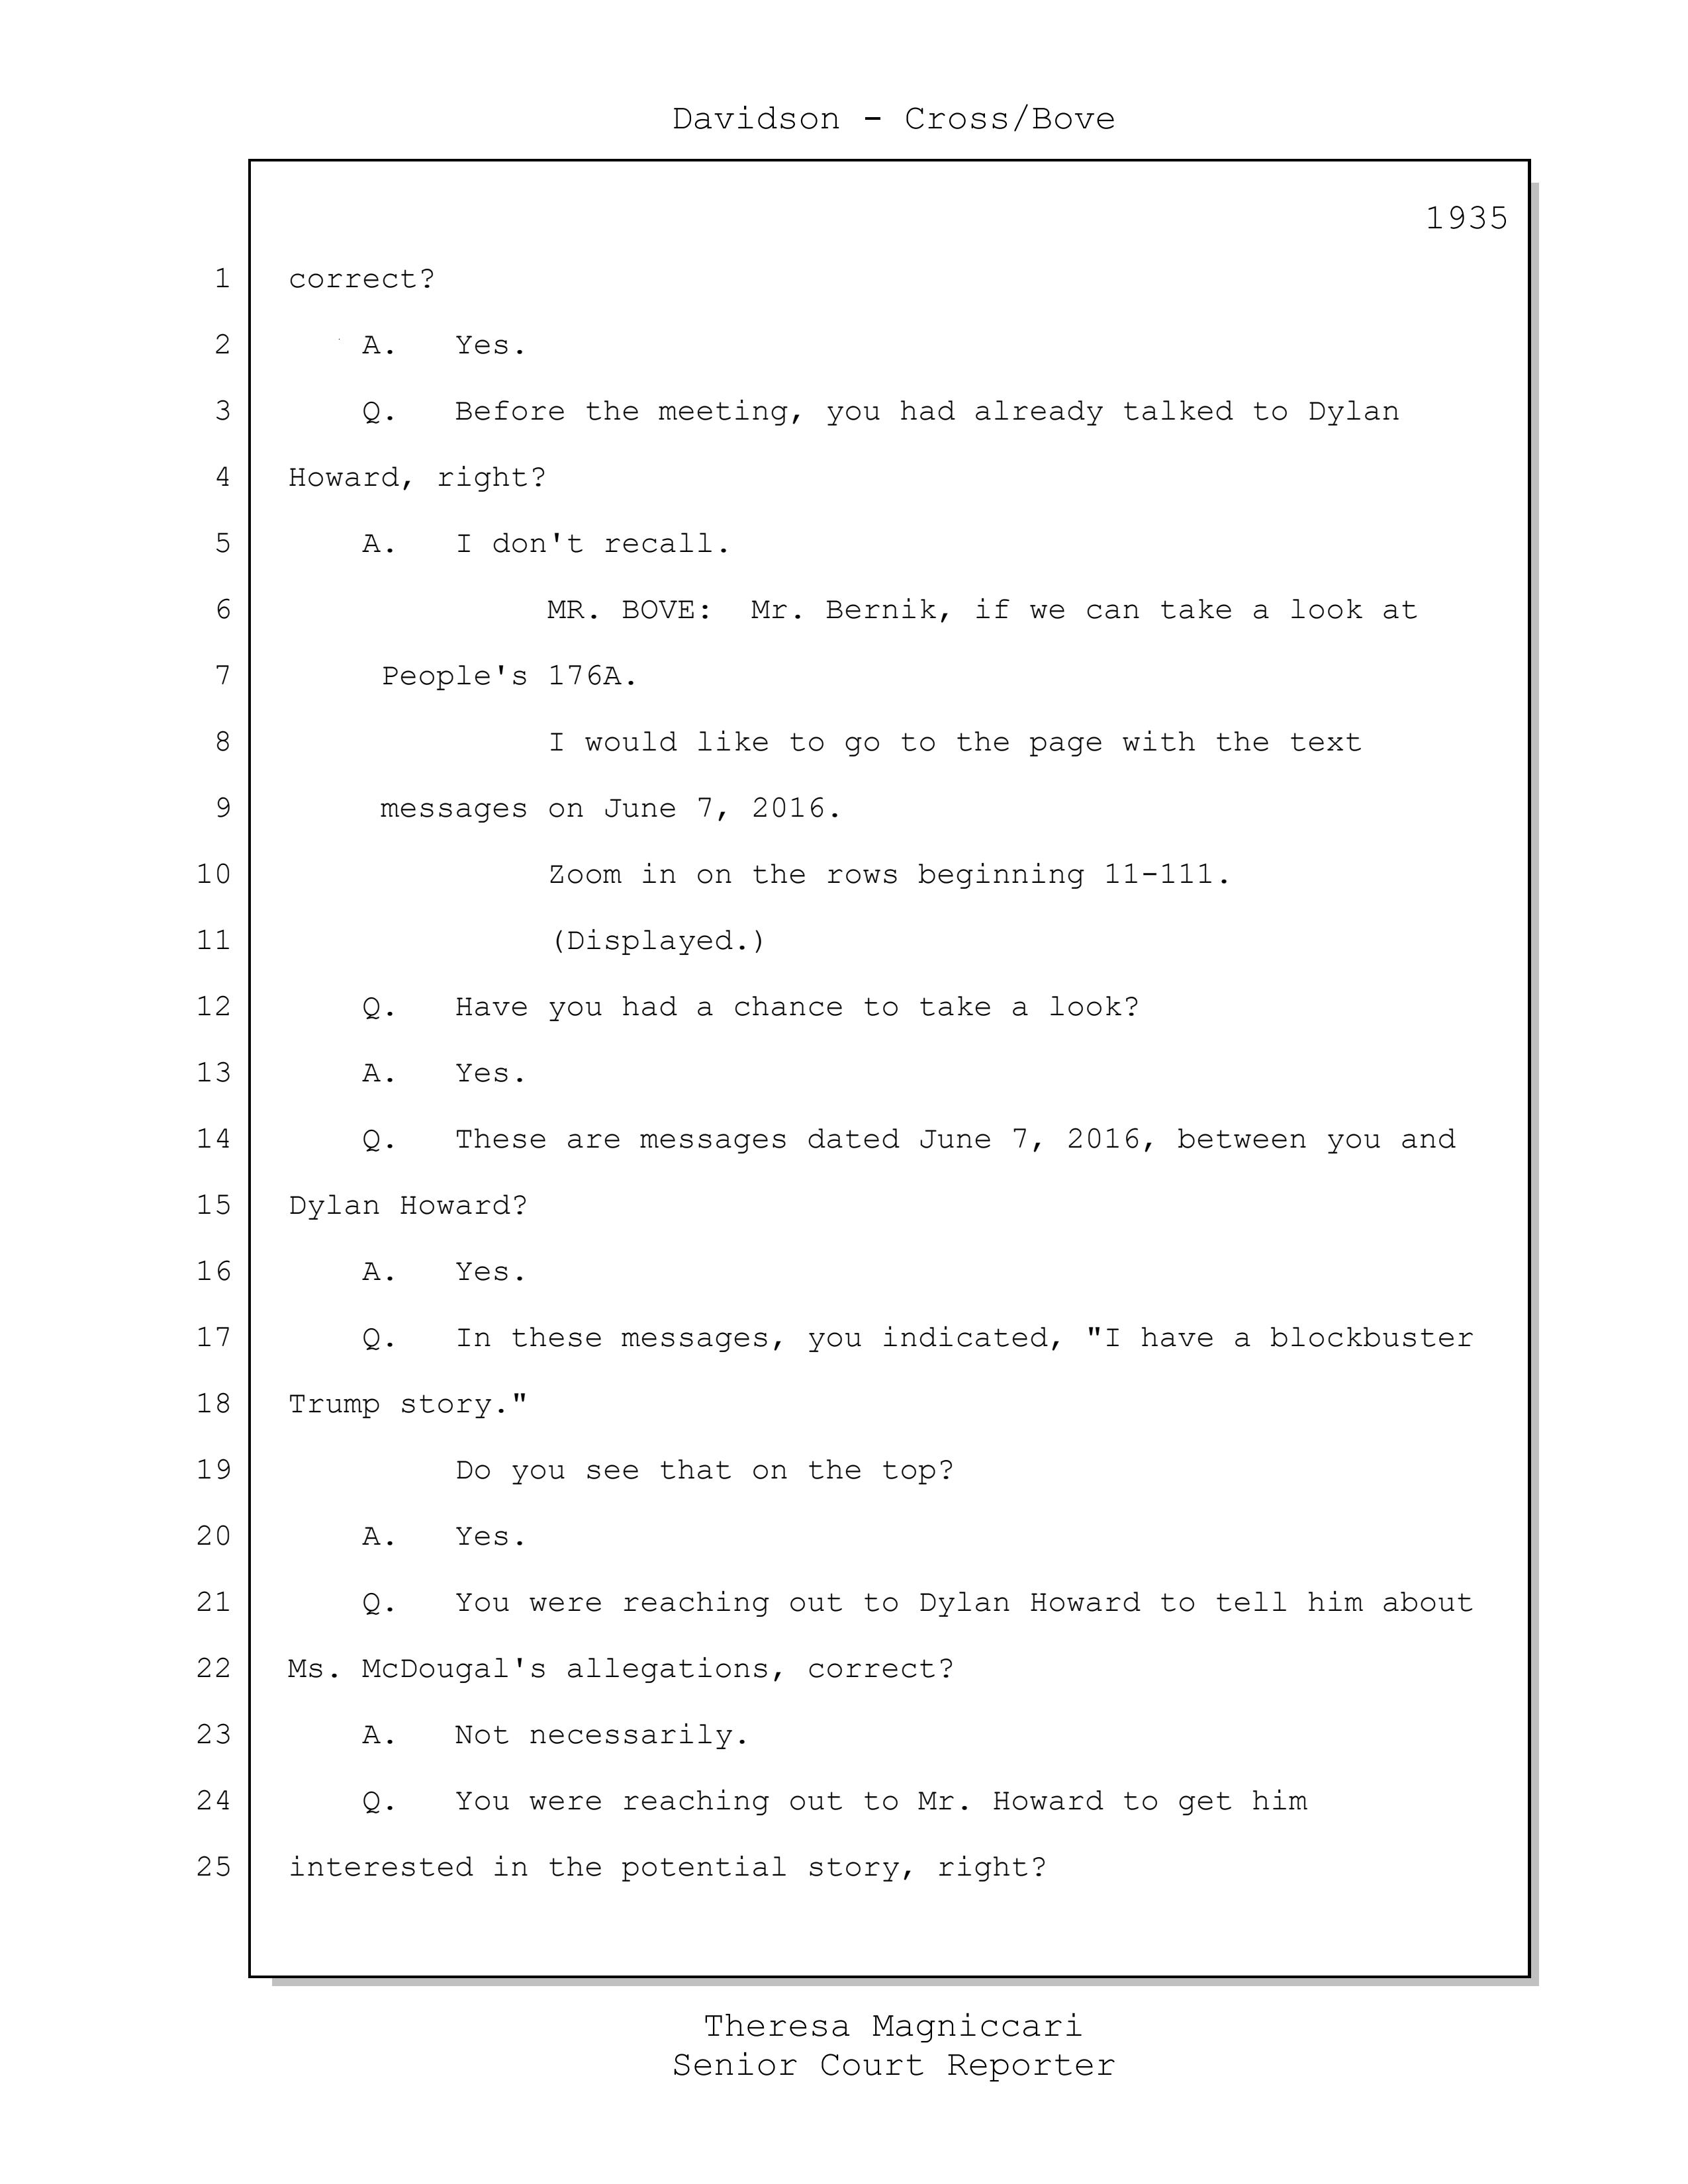 Davidson - Cross/Bove
1935
1 correct?
2 A. Yes.
3 Q. Before the meeting, you had already talked to Dylan
4 Howard, right?
5 A. I don't recall.
6 MR. BOVE: Mr. Bernik, if we can take a look at
7 People's 176A.
8 I would like to go to the page with the text
9 messages on June 7, 2016.
10 Zoom in on the rows beginning 11-111.
11 (Displayed.)
12 Q. Have you had a chance to take a look?
13 A. Yes.
14 Q. These are messages dated June 7, 2016, between you and
15 Dylan Howard?
16 A. Yes.
17 Q. In these messages, you indicated, "I have a blockbuster
18 Trump story."
19 Do you see that on the top?
20 A. Yes.
21 Q. You were reaching out to Dylan Howard to tell him about
22 Ms. McDougal's allegations, correct?
23 A. Not necessarily.
24 Q. You were reaching out to Mr. Howard to get him
25 interested in the potential story, right?
Theresa Magniccari
Senior Court Reporter